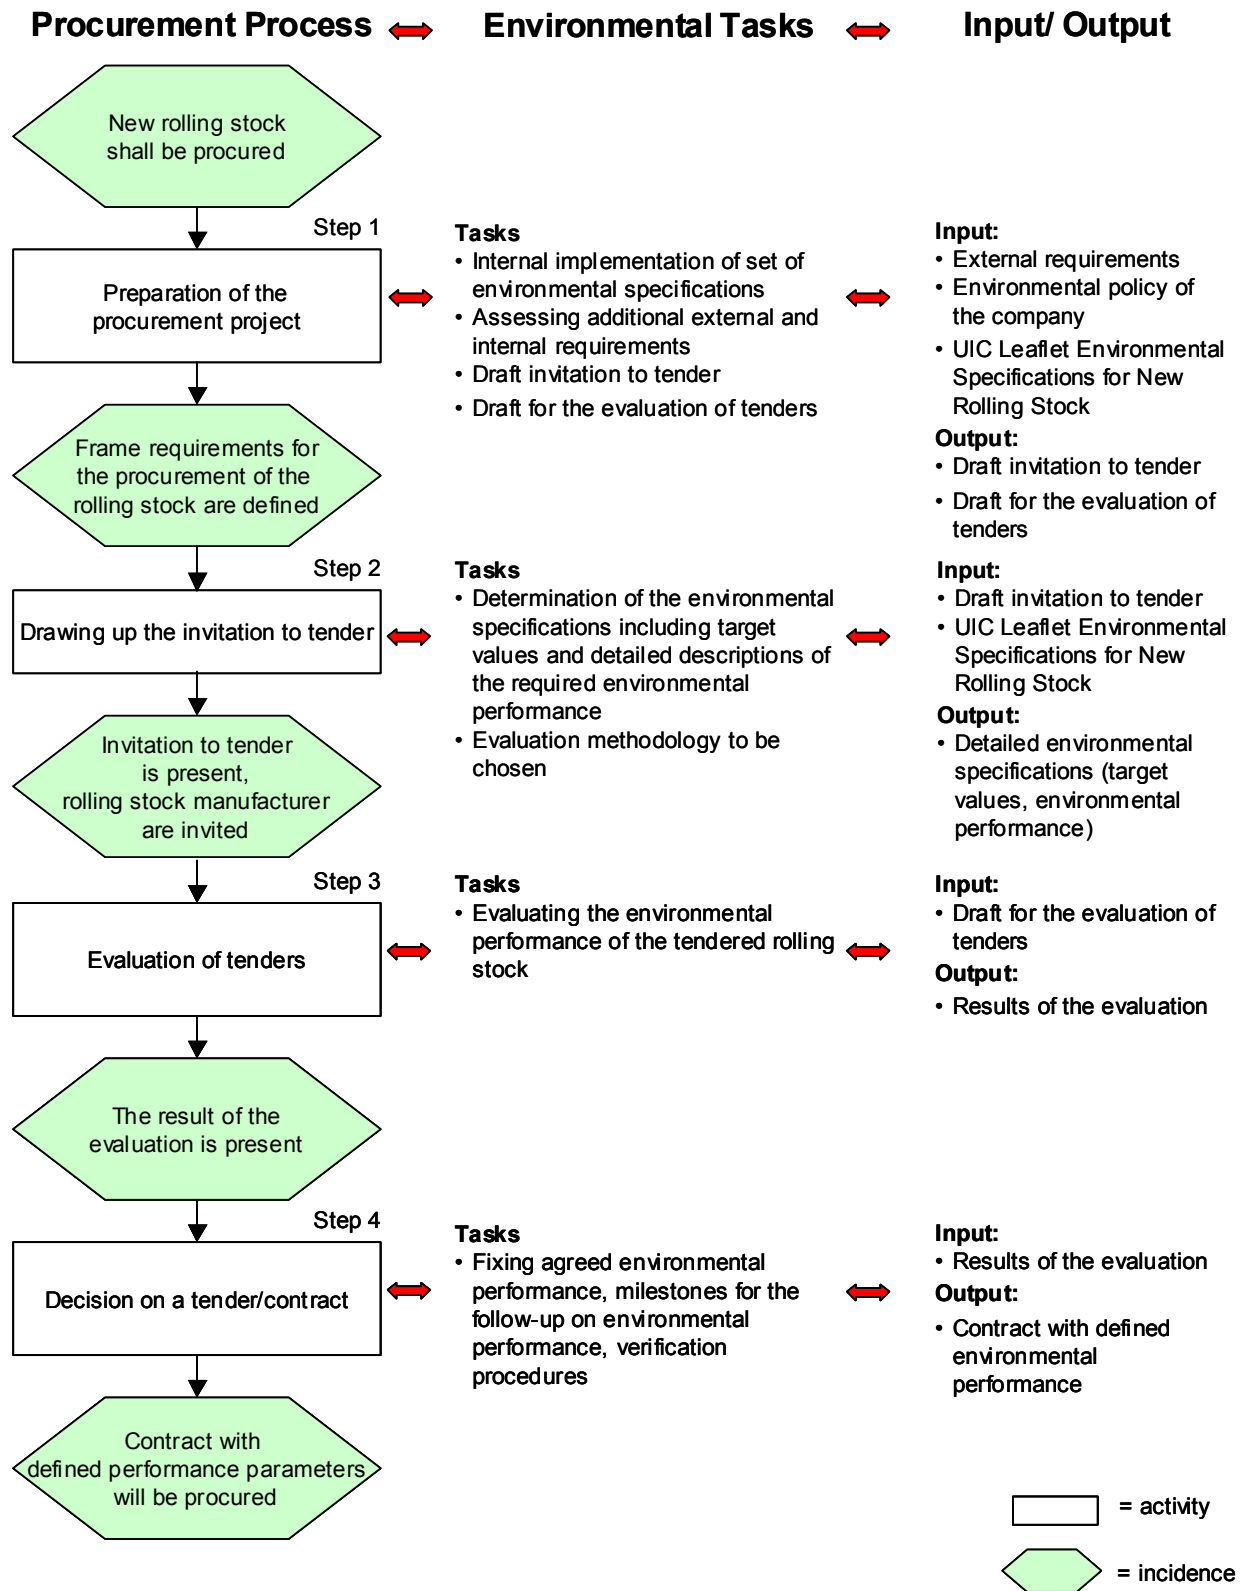 Procurement Process
Environmental Tasks
Input/ Output
New rolling stock
shall be procured
Step 1
Preparation of the
procurement project
Tasks
• Internal implementation of set of
environmental specifications
• Assessing additional external and
internal requirements
• Draft invitation to tender
• Draft for the evaluation of tenders
Input:
• External requirements
• Environmental policy of
the company
• UIC Leaflet Environmental
Specifications for New
Rolling Stock
Output:
• Draft invitation to tender
• Draft for the evaluation of
tenders
Frame requirements for
the procurement of the
rolling stock are defined
Step 2
Drawing up the invitation to tender
Tasks
• Determination of the environmental
specifications including target
values and detailed descriptions of
the required environmental
performance
• Evaluation methodology to be
chosen
Input:
• Draft invitation to tender
• UIC Leaflet Environmental
Specifications for New
Rolling Stock
Output:
• Detailed environmental
specifications (target
values, environmental
performance)
Invitation to tender
is present,
rolling stock manufacturer
are invited
Step 3
Evaluation of tenders
Tasks
• Evaluating the environmental
performance of the tendered rolling
stock
Input:
• Draft for the evaluation of
tenders
Output:
• Results of the evaluation
The result of the
evaluation is present
Step 4
Decision on a tender/contract
Tasks
• Fixing agreed environmental
performance, milestones for the
follow-up on environmental
performance, verification
procedures
Input:
• Results of the evaluation
Output:
• Contract with defined
environmental
performance
Contract with
defined performance parameters
will be procured
= activity
= incidence